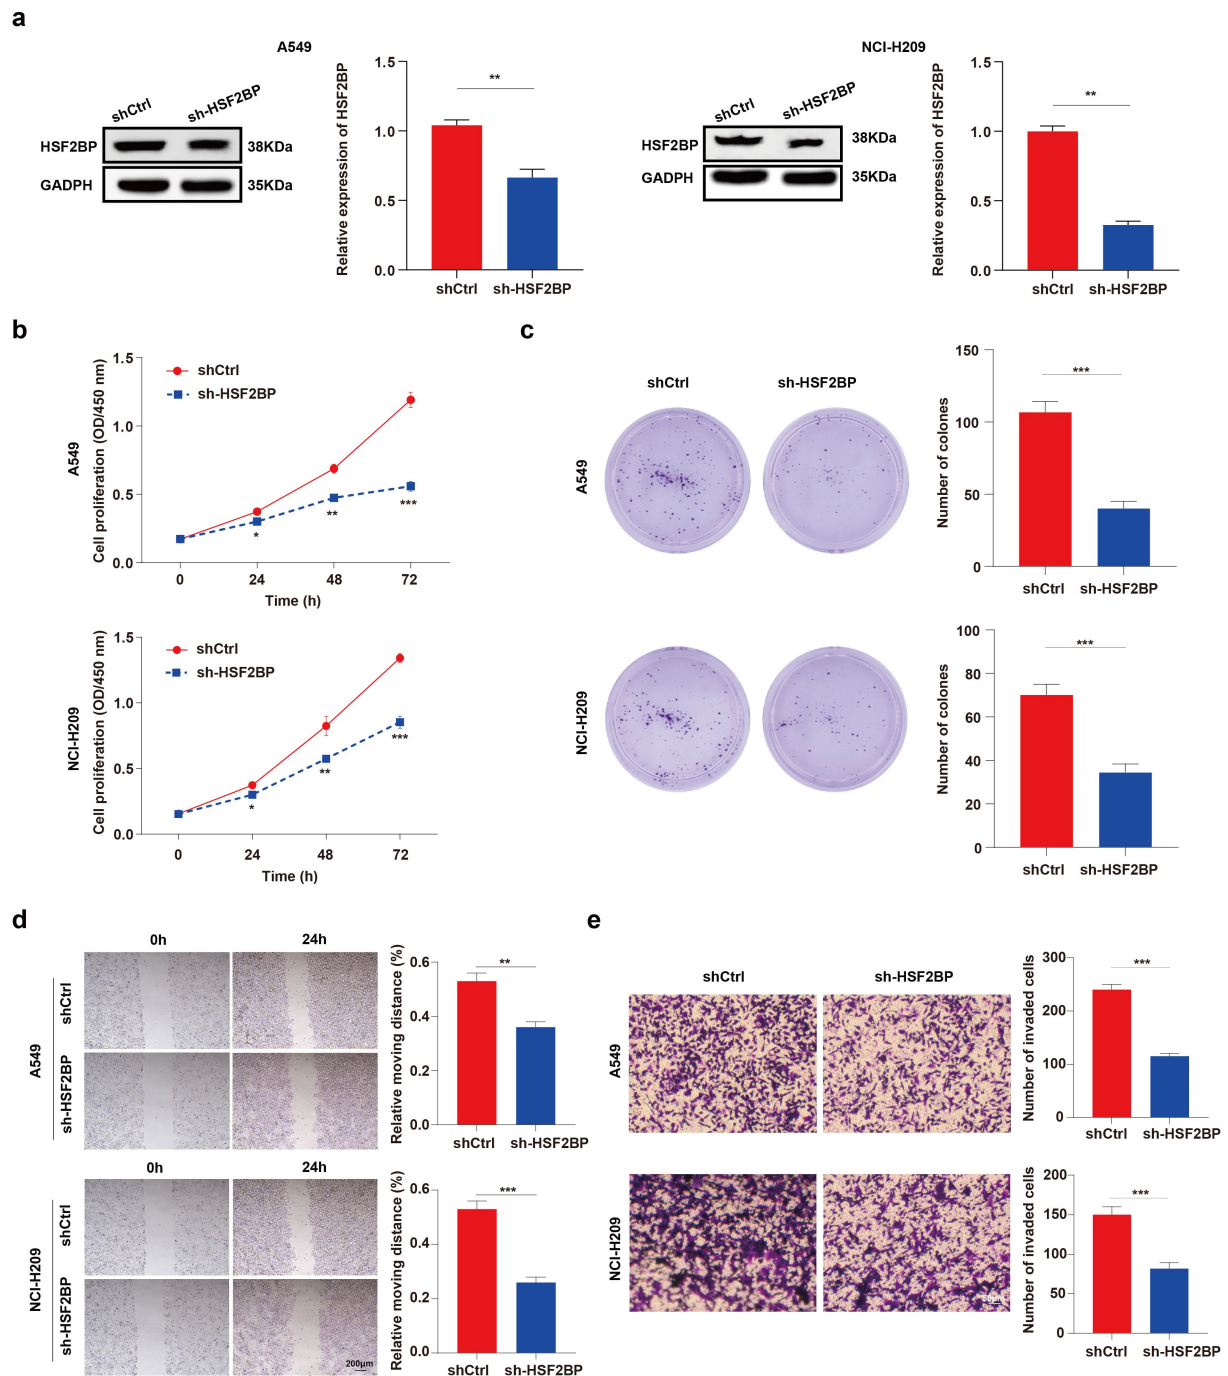 a
A549
shCtrl
sh-HSF2BP
HSF2BP
38KDa
GADPH
35KDa
Relative expression of HSF2BP
1.5
1.0
0.5
0.0
**
shCtrl
sh-HSF2BP
NCI-H209
shCtrl
sh-HSF2BP
HSF2BP
38KDa
GADPH
35KDa
Relative expression of HSF2BP
1.5
1.0
0.5
0.0
**
shCtrl
sh-HSF2BP
b
A549
Cell proliferation (OD/450 nm)
1.5
1.0
0.5
0.0
shCtrl
sh-HSF2BP
*
**
***
0
24
48
72
Time (h)
NCI-H209
Cell proliferation (OD/450 nm)
1.5
1.0
0.5
0.0
shCtrl
sh-HSF2BP
*
**
***
0
24
48
72
Time (h)
c
shCtrl
sh-HSF2BP
A549
Number of colones
150
100
50
0
***
shCtrl
sh-HSF2BP
NCI-H209
Number of colones
100
80
60
40
20
0
***
shCtrl
sh-HSF2BP
d
0h
24h
A549
shCtrl
sh-HSF2BP
Relative moving distance (%)
0.6
0.4
0.2
0.0
**
shCtrl
sh-HSF2BP
0h
24h
NCI-H209
shCtrl
sh-HSF2BP
200μm
Relative moving distance (%)
0.6
0.4
0.2
0.0
***
shCtrl
sh-HSF2BP
e
shCtrl
sh-HSF2BP
A549
Number of invaded cells
300
200
100
0
***
shCtrl
sh-HSF2BP
NCI-H209
50μm
Number of invaded cells
200
150
100
50
0
***
shCtrl
sh-HSF2BP